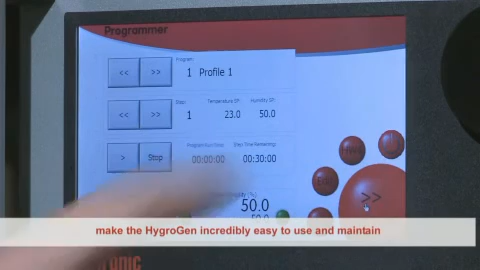 Programmer
Program:
<< >> 1 Profile 1
Step: Temperature SP: Humidity SP:
<< >> 1 23.0 50.0
Program Run Time: Step Time Remaining:
> Stop 00:00:00 00:30:00
(%)
50.0
50.0
>>
make the HygroGen incredibly easy to use and maintain